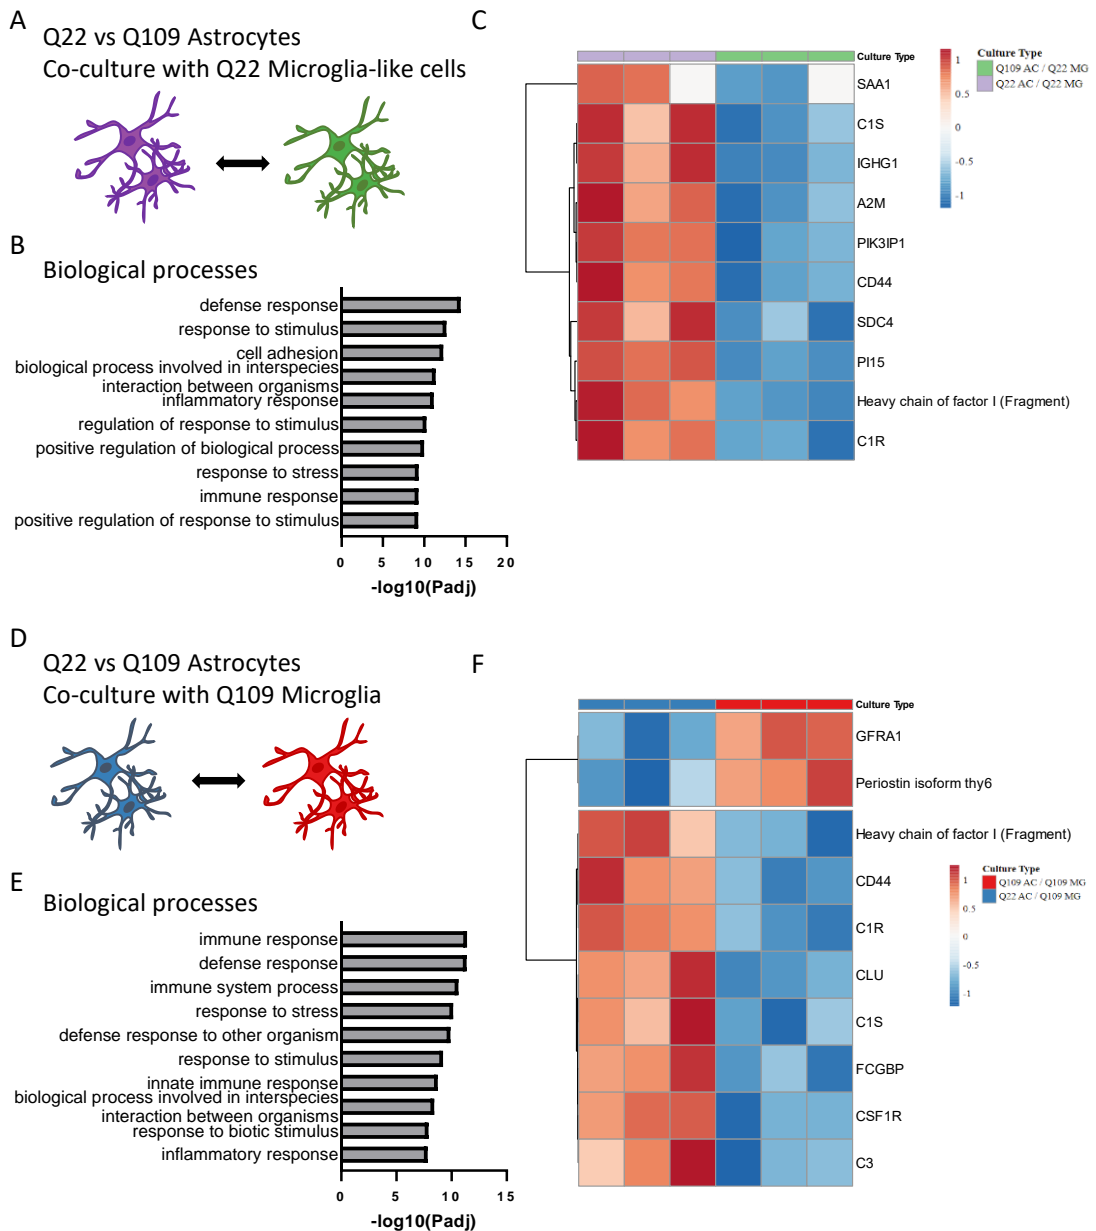 A
Q22 vs Q109 Astrocytes
Co-culture with Q22 Microglia-like cells
B
Biological processes
defense response
response to stimulus
cell adhesion
biological process involved in interspecies
interaction between organisms
inflammatory response
regulation of response to stimulus
positive regulation of biological process
response to stress
immune response
positive regulation of response to stimulus
0 5 10 15 20
-log10(Padj)
C
Culture Type
SAA1
C1S
IGHG1
A2M
PIK3IP1
CD44
SDC4
PI15
Heavy chain of factor I (Fragment)
C1R
1
0.5
0
-0.5
-1
Culture Type
Q109 AC / Q22 MG
Q22 AC / Q22 MG
D
Q22 vs Q109 Astrocytes
Co-culture with Q109 Microglia
E
Biological processes
immune response
defense response
immune system process
response to stress
defense response to other organism
response to stimulus
innate immune response
biological process involved in interspecies
interaction between organisms
response to biotic stimulus
inflammatory response
0 5 10 15
-log10(Padj)
F
Culture Type
GFRA1
Periostin isoform thy6
Heavy chain of factor I (Fragment)
CD44
C1R
CLU
C1S
FCGBP
CSF1R
C3
1
0.5
0
-0.5
-1
Culture Type
Q109 AC / Q109 MG
Q22 AC / Q109 MG